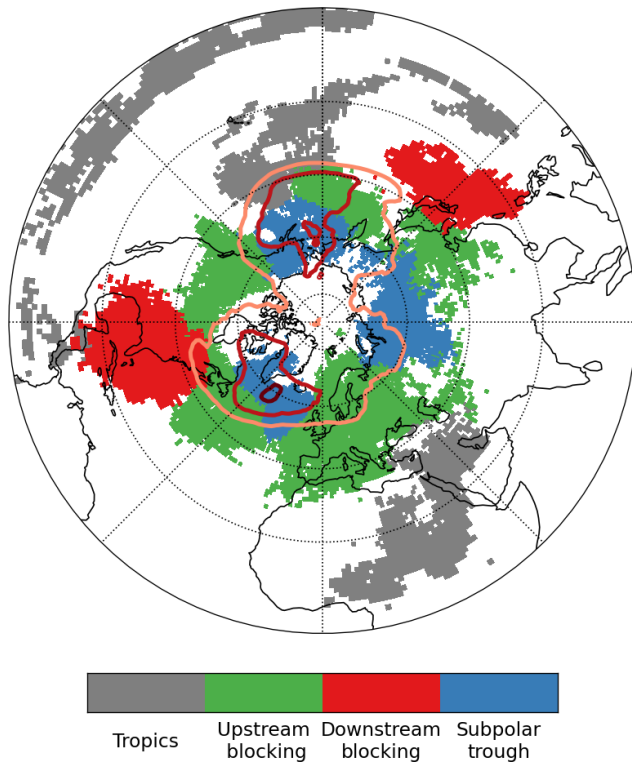 Tropics
Upstream
blocking
Downstream
blocking
Subpolar
trough